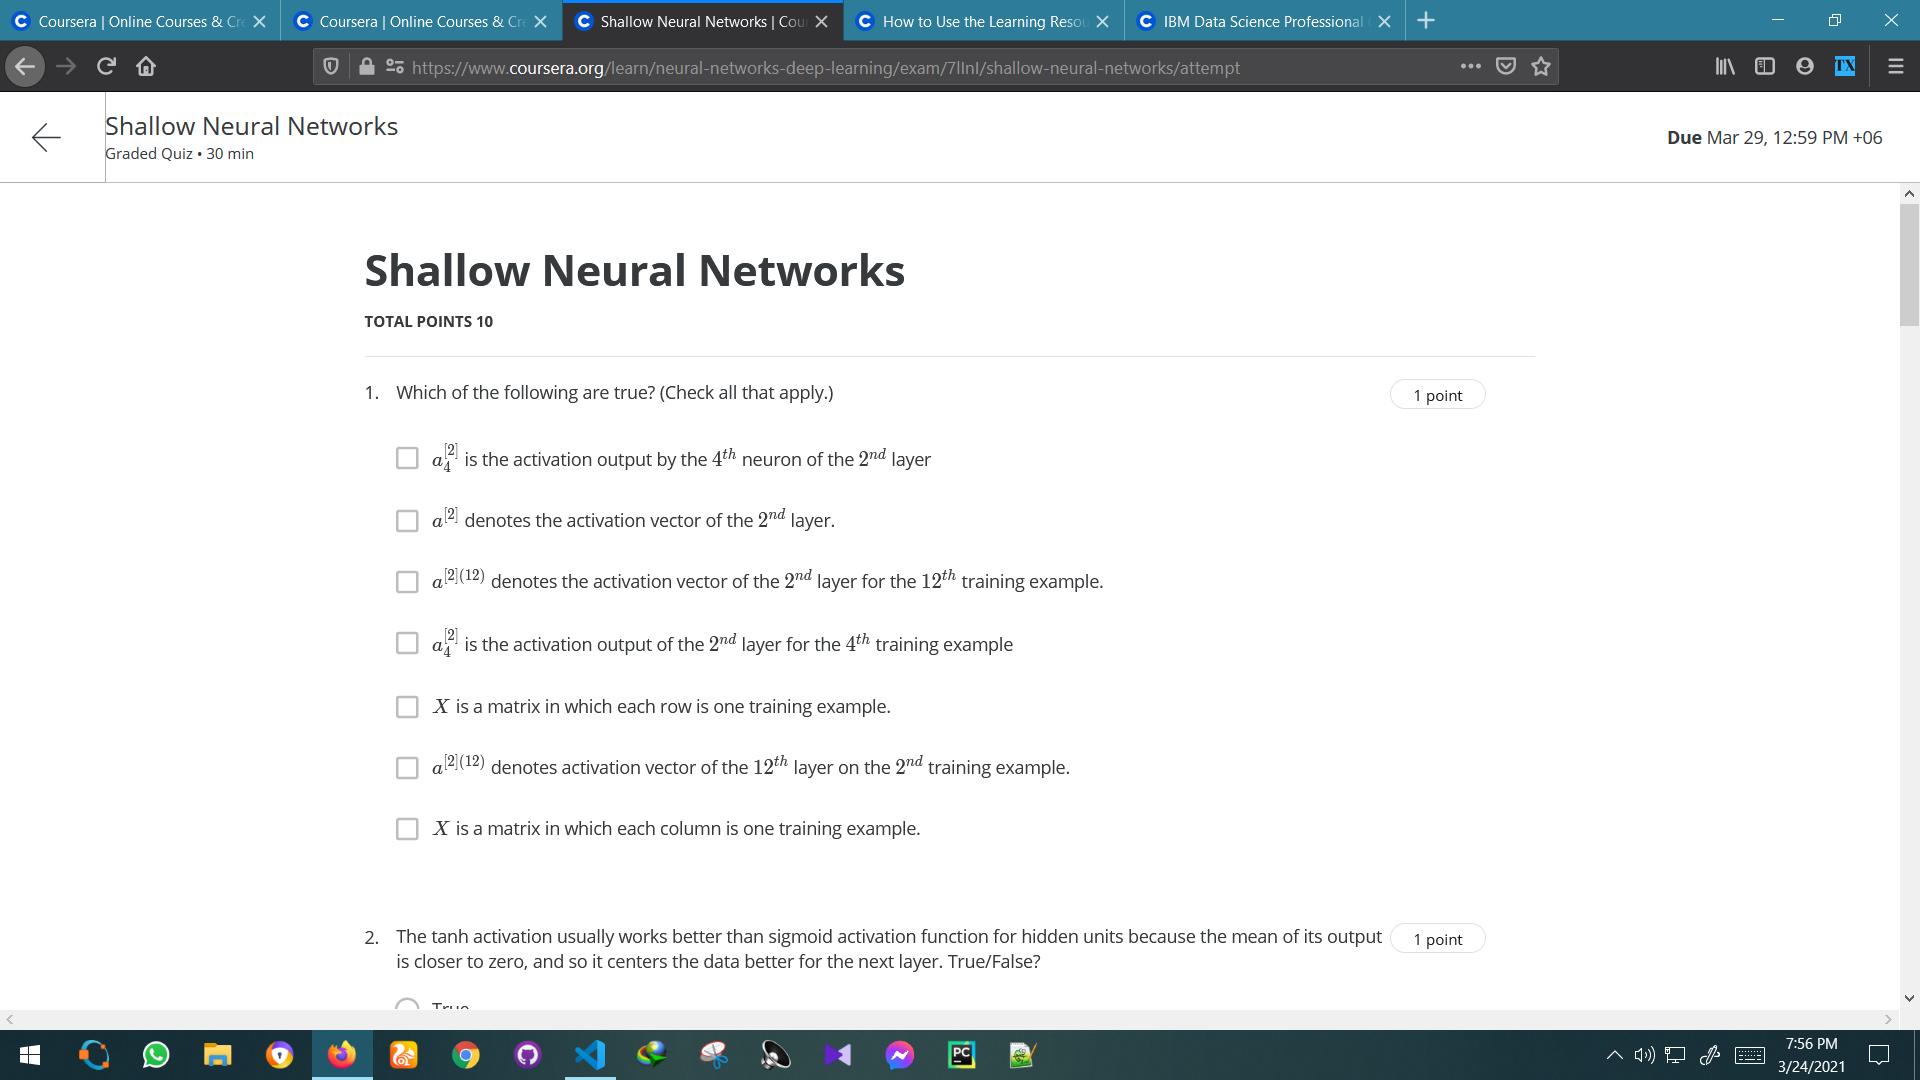 Coursera | Online Courses & Cre
Coursera | Online Courses & Cre
Shallow Neural Networks | Cour
How to Use the Learning Resou
IBM Data Science Professional
https://www.coursera.org/learn/neural-networks-deep-learning/exam/7lInI/shallow-neural-networks/attempt
TX
Shallow Neural Networks
Graded Quiz • 30 min
Due Mar 29, 12:59 PM +06
Shallow Neural Networks
TOTAL POINTS 10
1. Which of the following are true? (Check all that apply.)
1 point
a₄^[2] is the activation output by the 4^th neuron of the 2^nd layer
a^[2] denotes the activation vector of the 2^nd layer.
a^[2](12) denotes the activation vector of the 2^nd layer for the 12^th training example.
a₄^[2] is the activation output of the 2^nd layer for the 4^th training example
X is a matrix in which each row is one training example.
a^[2](12) denotes activation vector of the 12^th layer on the 2^nd training example.
X is a matrix in which each column is one training example.
2. The tanh activation usually works better than sigmoid activation function for hidden units because the mean of its output
1 point
is closer to zero, and so it centers the data better for the next layer. True/False?
True
PC
7:56 PM
3/24/2021